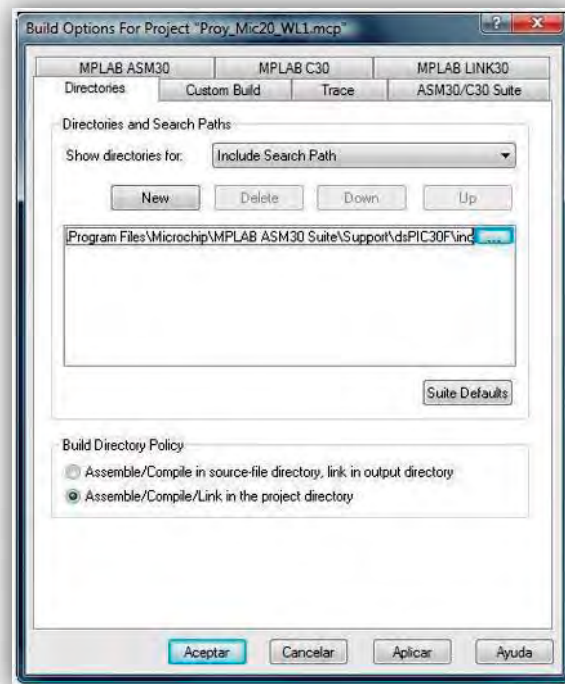 Build Options For Project "Proy_Mic20_WL1.mcp"
MPLAB ASM30 MPLAB C30 MPLAB LINK30
Directories Custom Build Trace ASM30/C30 Suite
Directories and Search Paths
Show directories for: Include Search Path
New Delete Down Up
:Program Files\Microchip\MPLAB ASM30 Suite\Support\dsPIC30F\inc ...
Suite Defaults
Build Directory Policy
Assemble/Compile in source-file directory, link in output directory
Assemble/Compile/Link in the project directory
Aceptar Cancelar Aplicar Ayuda